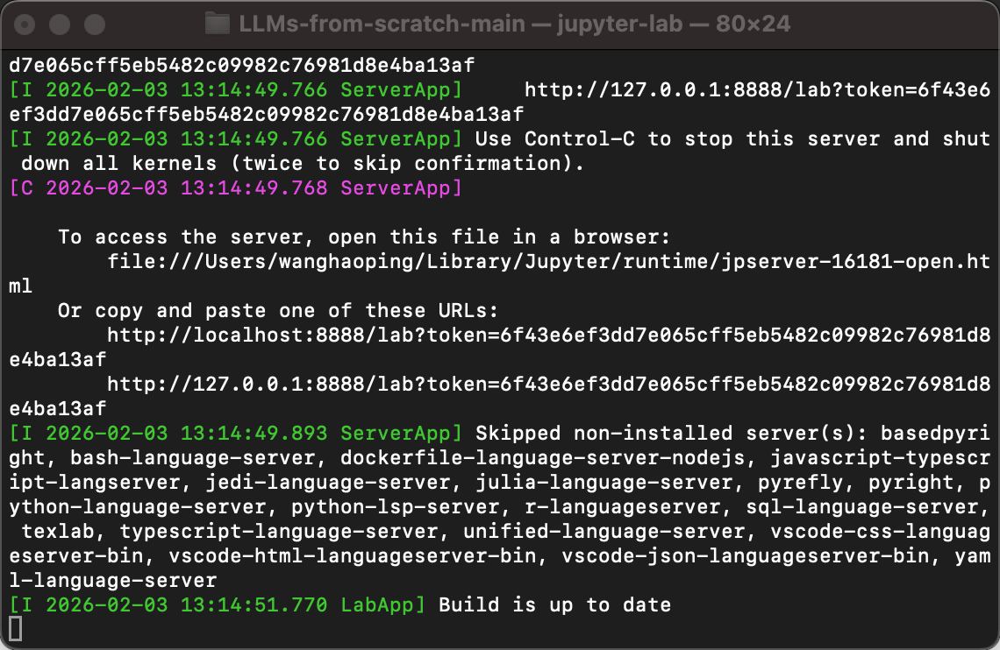 LLMs-from-scratch-main — jupyter-lab — 80×24
d7e065cff5eb5482c09982c76981d8e4ba13af
[I 2026-02-03 13:14:49.766 ServerApp]     http://127.0.0.1:8888/lab?token=6f43e6
ef3dd7e065cff5eb5482c09982c76981d8e4ba13af
[I 2026-02-03 13:14:49.766 ServerApp] Use Control-C to stop this server and shut
 down all kernels (twice to skip confirmation).
[C 2026-02-03 13:14:49.768 ServerApp]
    To access the server, open this file in a browser:
        file:///Users/wanghaoping/Library/Jupyter/runtime/jpserver-16181-open.ht
ml
    Or copy and paste one of these URLs:
        http://localhost:8888/lab?token=6f43e6ef3dd7e065cff5eb5482c09982c76981d8
e4ba13af
        http://127.0.0.1:8888/lab?token=6f43e6ef3dd7e065cff5eb5482c09982c76981d8
e4ba13af
[I 2026-02-03 13:14:49.893 ServerApp] Skipped non-installed server(s): basedpyri
ght, bash-language-server, dockerfile-language-server-nodejs, javascript-typescr
ipt-langserver, jedi-language-server, julia-language-server, pyrefly, pyright, p
ython-language-server, python-lsp-server, r-languageserver, sql-language-server,
 texlab, typescript-language-server, unified-language-server, vscode-css-languag
eserver-bin, vscode-html-languageserver-bin, vscode-json-languageserver-bin, yam
l-language-server
[I 2026-02-03 13:14:51.770 LabApp] Build is up to date